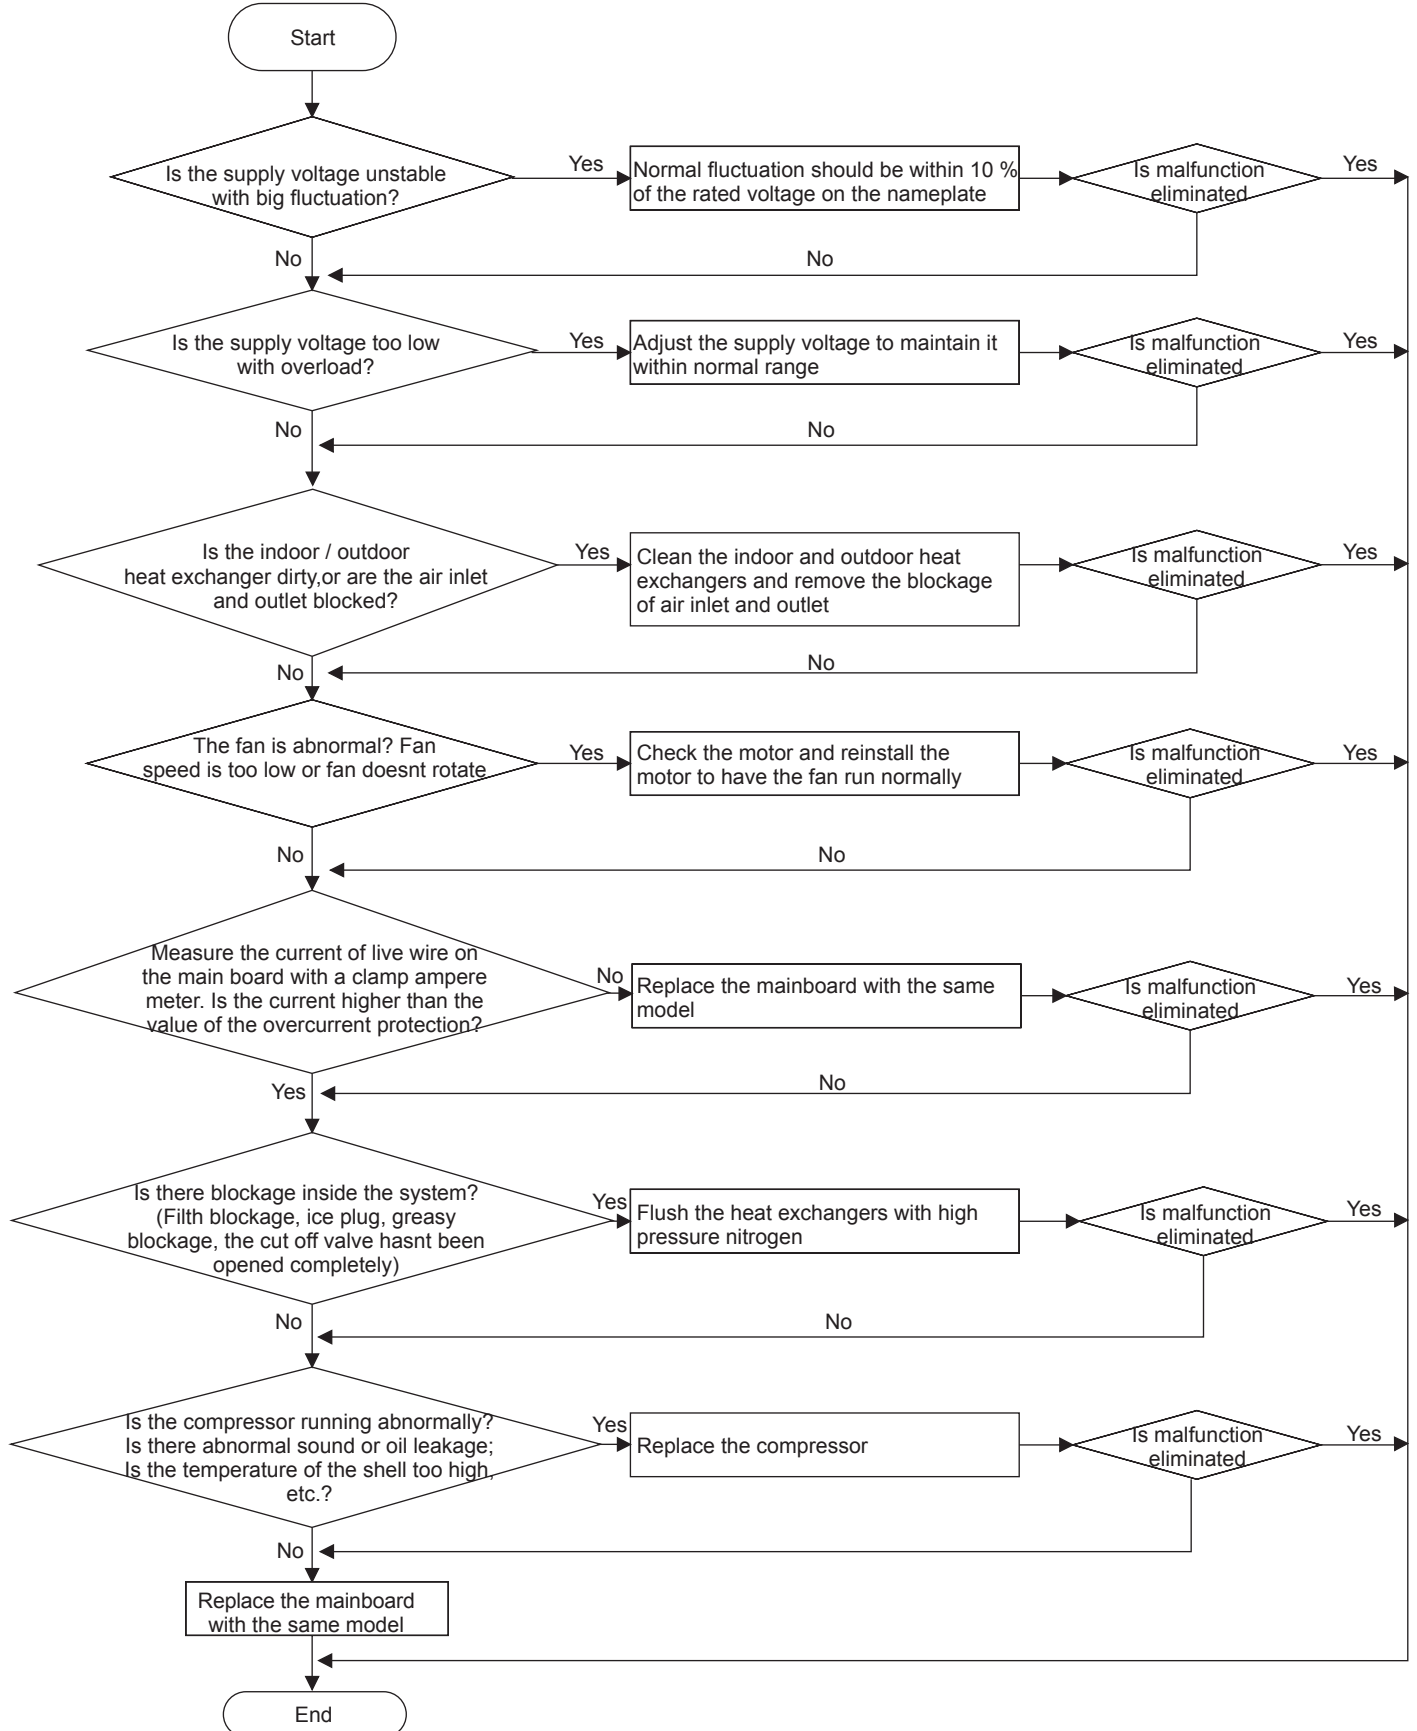 Start
Is the supply voltage unstable
with big fluctuation?
Yes
Normal fluctuation should be within 10 %
of the rated voltage on the nameplate
Is malfunction
eliminated
Yes
No
No
Is the supply voltage too low
with overload?
Yes
Adjust the supply voltage to maintain it
within normal range
Is malfunction
eliminated
Yes
No
No
Is the indoor / outdoor
heat exchanger dirty,or are the air inlet
and outlet blocked?
Yes
Clean the indoor and outdoor heat
exchangers and remove the blockage
of air inlet and outlet
Is malfunction
eliminated
Yes
No
No
The fan is abnormal? Fan
speed is too low or fan doesnt rotate
Yes
Check the motor and reinstall the
motor to have the fan run normally
Is malfunction
eliminated
Yes
No
No
Measure the current of live wire on
the main board with a clamp ampere
meter. Is the current higher than the
value of the overcurrent protection?
No
Replace the mainboard with the same
model
Is malfunction
eliminated
Yes
Yes
No
Is there blockage inside the system?
(Filth blockage, ice plug, greasy
blockage, the cut off valve hasnt been
opened completely)
Yes
Flush the heat exchangers with high
pressure nitrogen
Is malfunction
eliminated
Yes
No
No
Is the compressor running abnormally?
Is there abnormal sound or oil leakage;
Is the temperature of the shell too high,
etc.?
Yes
Replace the compressor
Is malfunction
eliminated
Yes
No
Replace the mainboard
with the same model
End